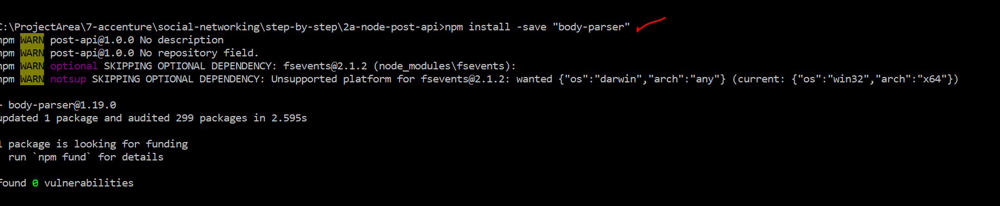 C:\ProjectArea\7-accenture\social-networking\step-by-step\2a-node-post-api>npm install -save "body-parser"
npm WARN post-api@1.0.0 No description
npm WARN post-api@1.0.0 No repository field.
npm WARN optional SKIPPING OPTIONAL DEPENDENCY: fsevents@2.1.2 (node_modules\fsevents):
npm WARN notsup SKIPPING OPTIONAL DEPENDENCY: Unsupported platform for fsevents@2.1.2: wanted {"os":"darwin","arch":"any"} (current: {"os":"win32","arch":"x64"})
+ body-parser@1.19.0
updated 1 package and audited 299 packages in 2.595s
1 package is looking for funding
run `npm fund` for details
found 0 vulnerabilities